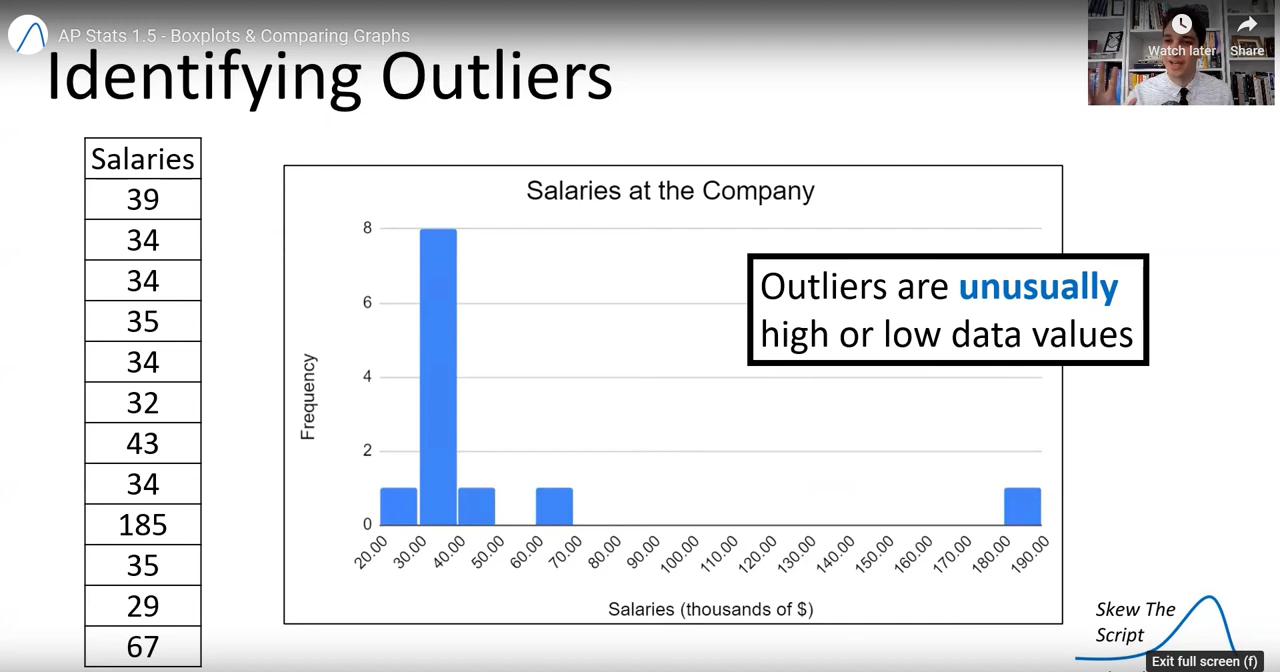 AP Stats 1.5 - Boxplots & Comparing Graphs
Watch later
Share
Identifying Outliers
Salaries
39
34
34
35
34
32
43
34
185
35
29
67
Salaries at the Company
8
6
4
2
0
Frequency
20.00
30.00
40.00
50.00
60.00
70.00
80.00
90.00
100.00
110.00
120.00
130.00
140.00
150.00
160.00
170.00
180.00
190.00
Salaries (thousands of $)
Outliers are unusually
high or low data values
Skew The
Script
Exit full screen (f)